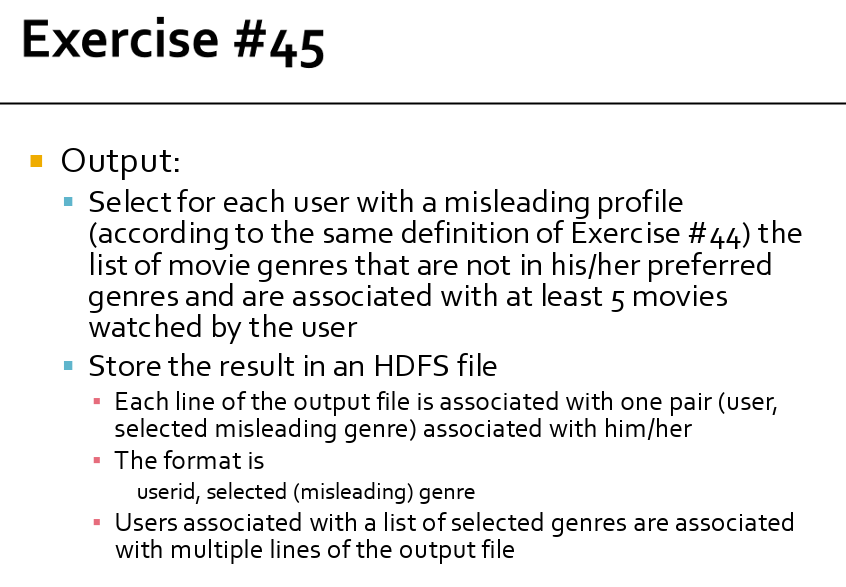 Exercise #45
Output:
Select for each user with a misleading profile
(according to the same definition of Exercise #44) the
list of movie genres that are not in his/her preferred
genres and are associated with at least 5 movies
watched by the user
Store the result in an HDFS file
Each line of the output file is associated with one pair (user,
selected misleading genre) associated with him/her
The format is
userid, selected (misleading) genre
Users associated with a list of selected genres are associated
with multiple lines of the output file